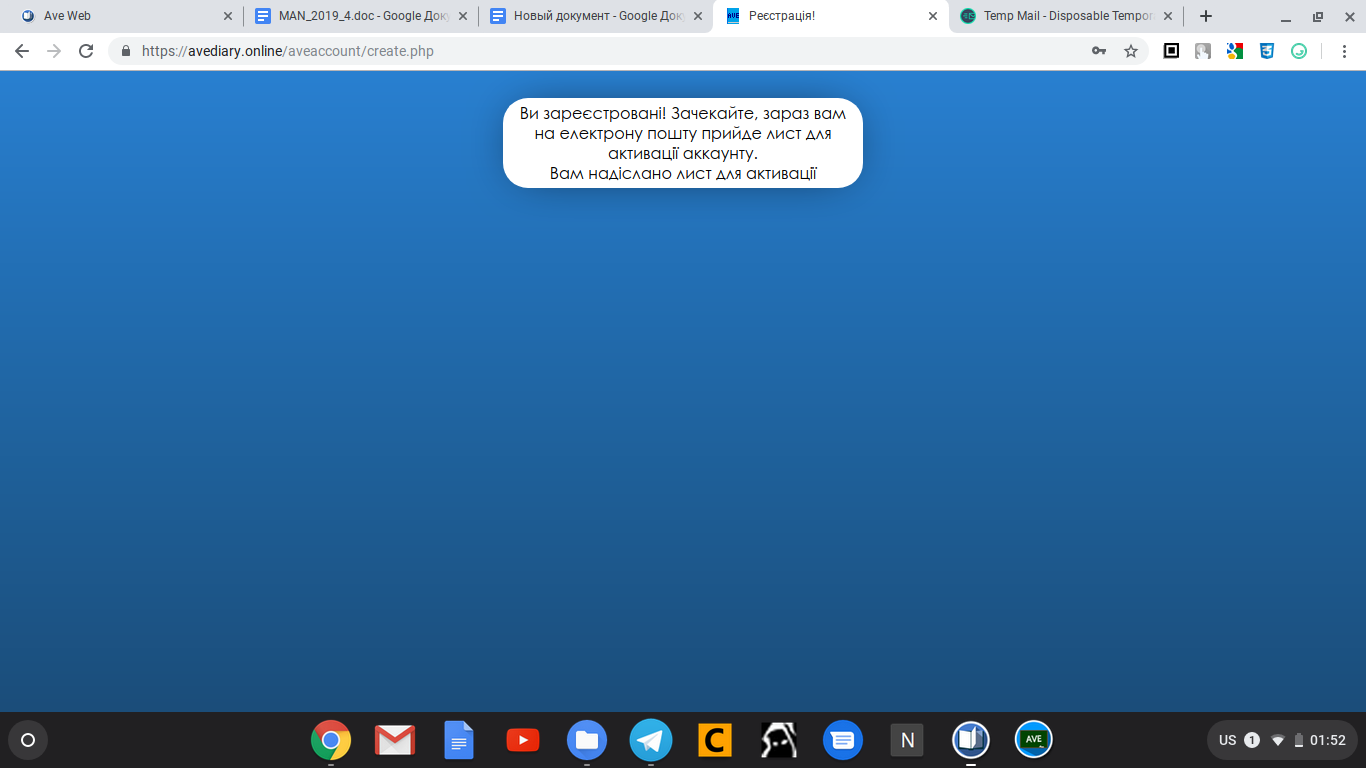 Ave Web
MAN_2019_4.doc - Google Доку
Новый документ - Google Док
Реєстрація!
Temp Mail - Disposable Tempor
https://avediary.online/aveaccount/create.php
Ви зареєстровані! Зачекайте, зараз вам
на електрону пошту прийде лист для
активації аккаунту.
Вам надіслано лист для активації
C
N
AVE
US 1 01:52